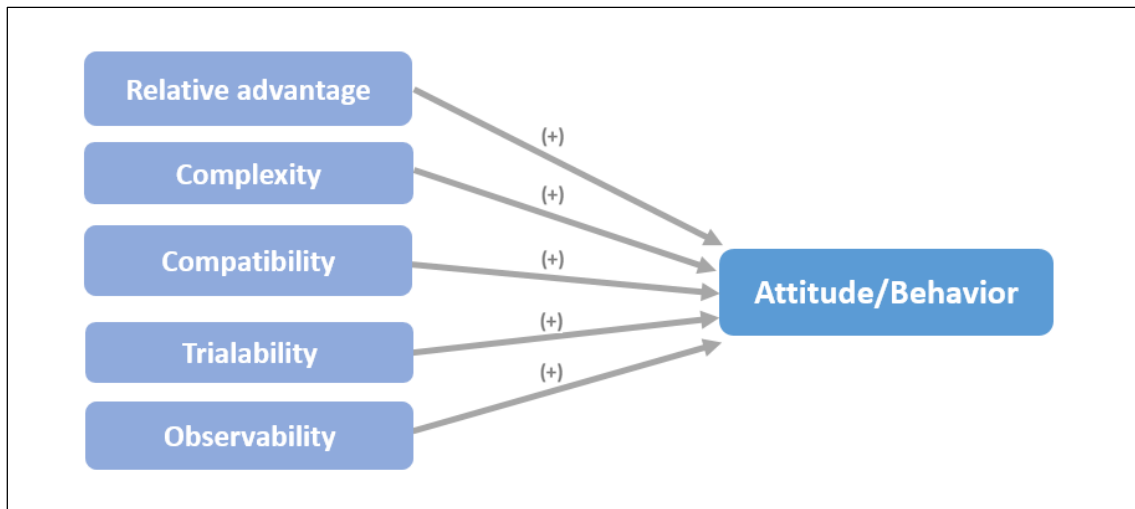 Relative advantage
(+)
Complexity
(+)
Compatibility
(+)
Attitude/Behavior
Trialability
(+)
Observability
(+)